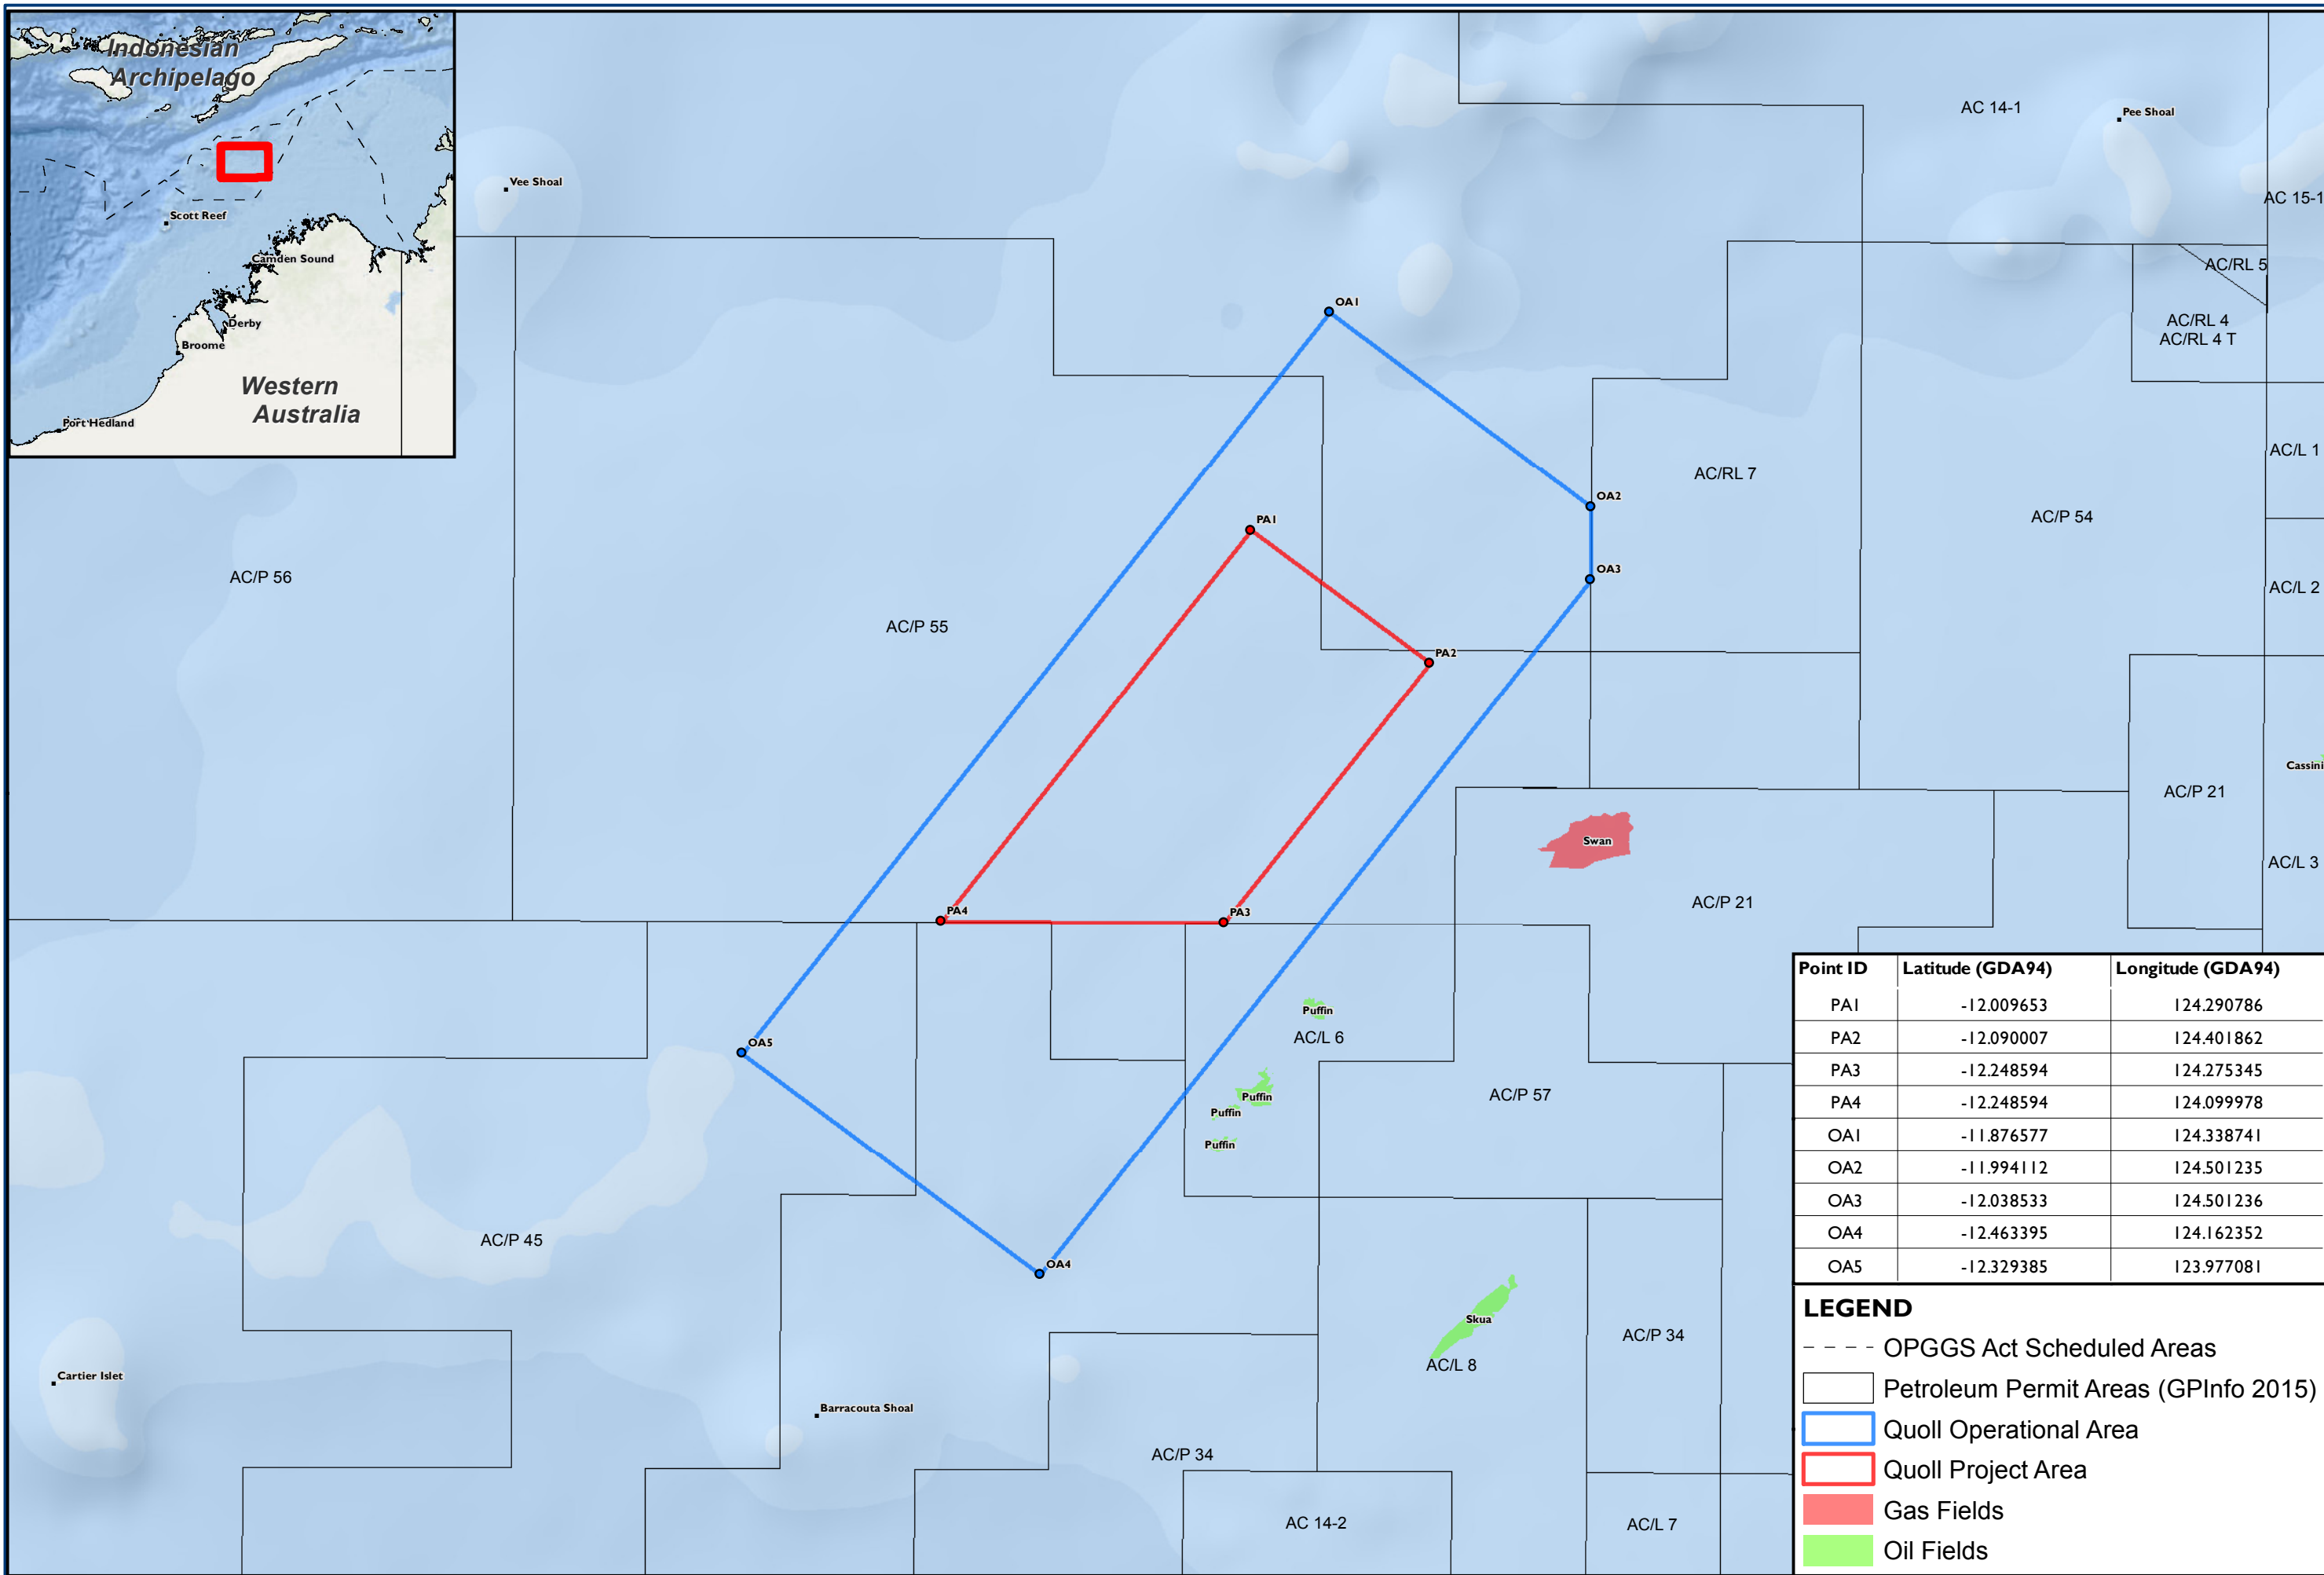 Indonesian
Archipelago
Scott Reef
Camden Sound
Derby
Broome
Western
Australia
Port Hedland
Vee Shoal
AC 14-1
Pee Shoal
AC 15-1
AC/RL 5
AC/RL 4
AC/RL 4 T
OA1
AC/L 1
AC/RL 7
OA2
PA1
AC/P 54
OA3
AC/P 56
AC/L 2
AC/P 55
PA2
Cassini
AC/P 21
Swan
AC/L 3
AC/P 21
PA4
PA3
Puffin
AC/L 6
OA5
Puffin
AC/P 57
Puffin
Puffin
AC/P 45
OA4
Skua
AC/P 34
AC/L 8
Cartier Islet
Barracouta Shoal
AC/P 34
AC 14-2
AC/L 7
Point ID Latitude (GDA94) Longitude (GDA94)
PA1 -12.009653 124.290786
PA2 -12.090007 124.401862
PA3 -12.248594 124.275345
PA4 -12.248594 124.099978
OA1 -11.876577 124.338741
OA2 -11.994112 124.501235
OA3 -12.038533 124.501236
OA4 -12.463395 124.162352
OA5 -12.329385 123.977081
LEGEND
OPGGS Act Scheduled Areas
Petroleum Permit Areas (GPInfo 2015)
Quoll Operational Area
Quoll Project Area
Gas Fields
Oil Fields